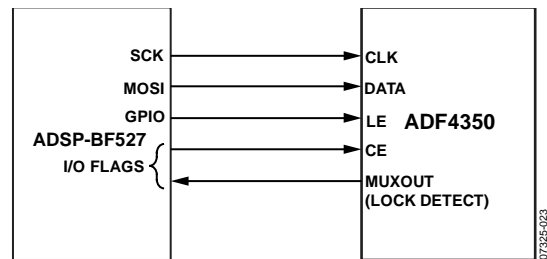 SCK
MOSI
GPIO
ADSP-BF527
I/O FLAGS
CLK
DATA
LE
ADF4350
CE
MUXOUT
(LOCK DETECT)
07325-023